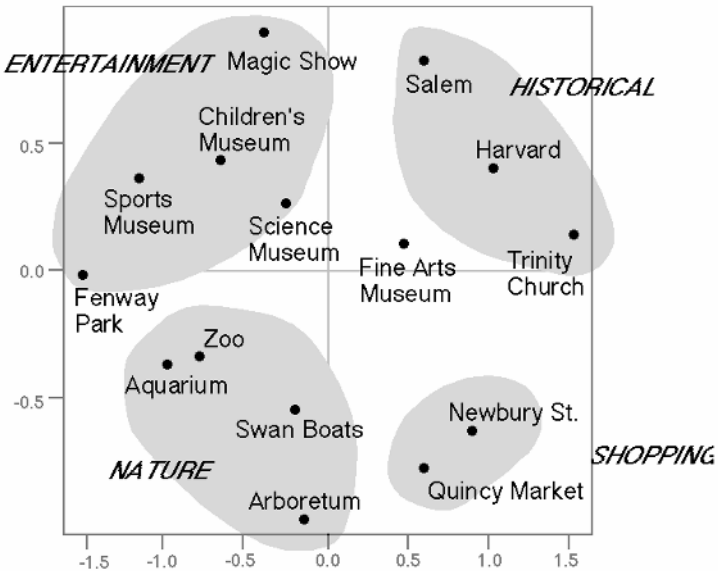 ENTERTAINMENT
Magic Show
Salem
HISTORICAL
Children's
Museum
0.5
Harvard
Sports
Museum
Science
Museum
0.0
Fine Arts
Museum
Trinity
Church
Fenway
Park
Zoo
Aquarium
-0.5
Swan Boats
Newbury St.
NATURE
SHOPPING
Arboretum
Quincy Market
-1.5
-1.0
-0.5
0.0
0.5
1.0
1.5